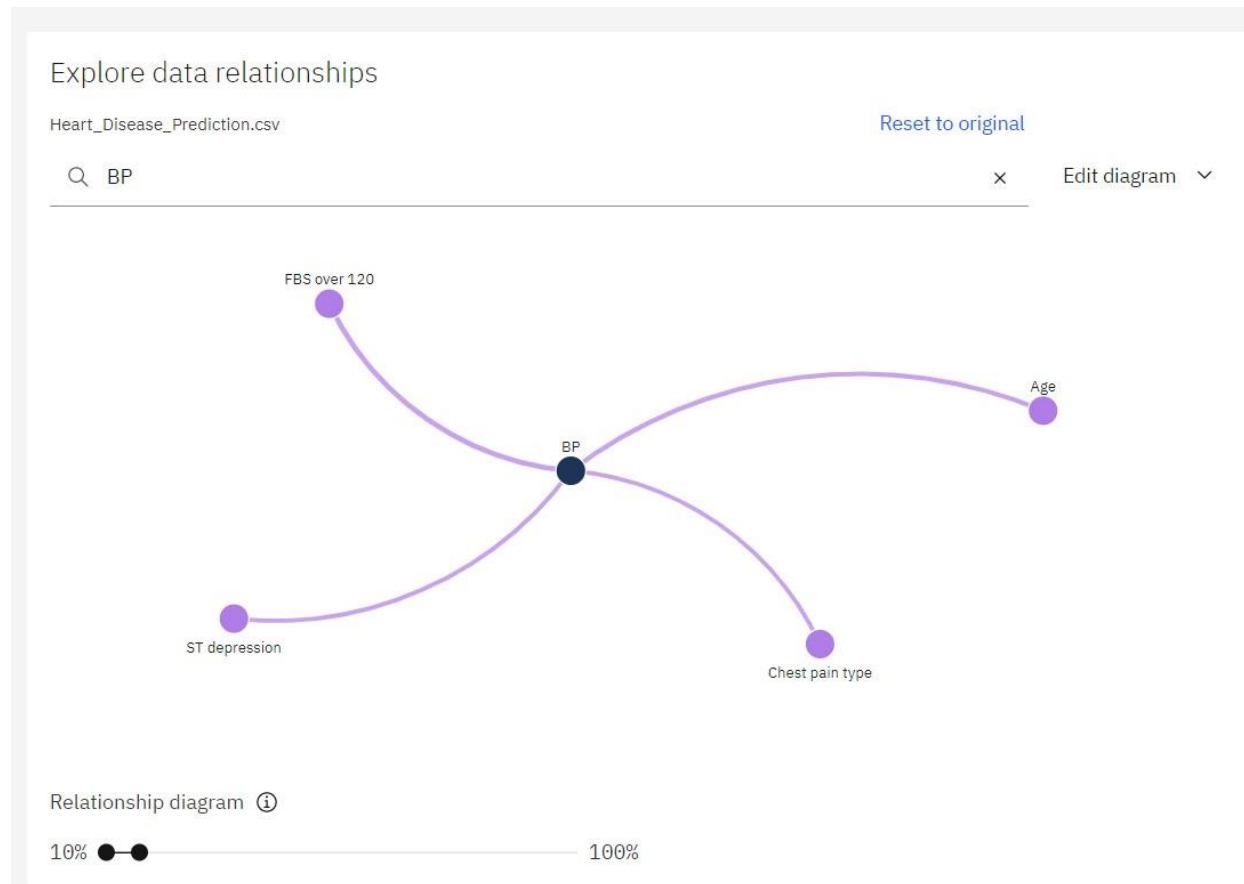 Explore data relationships
Heart_Disease_Prediction.csv
Reset to original
BP
Edit diagram
FBS over 120
Age
BP
ST depression
Chest pain type
Relationship diagram
10%
100%